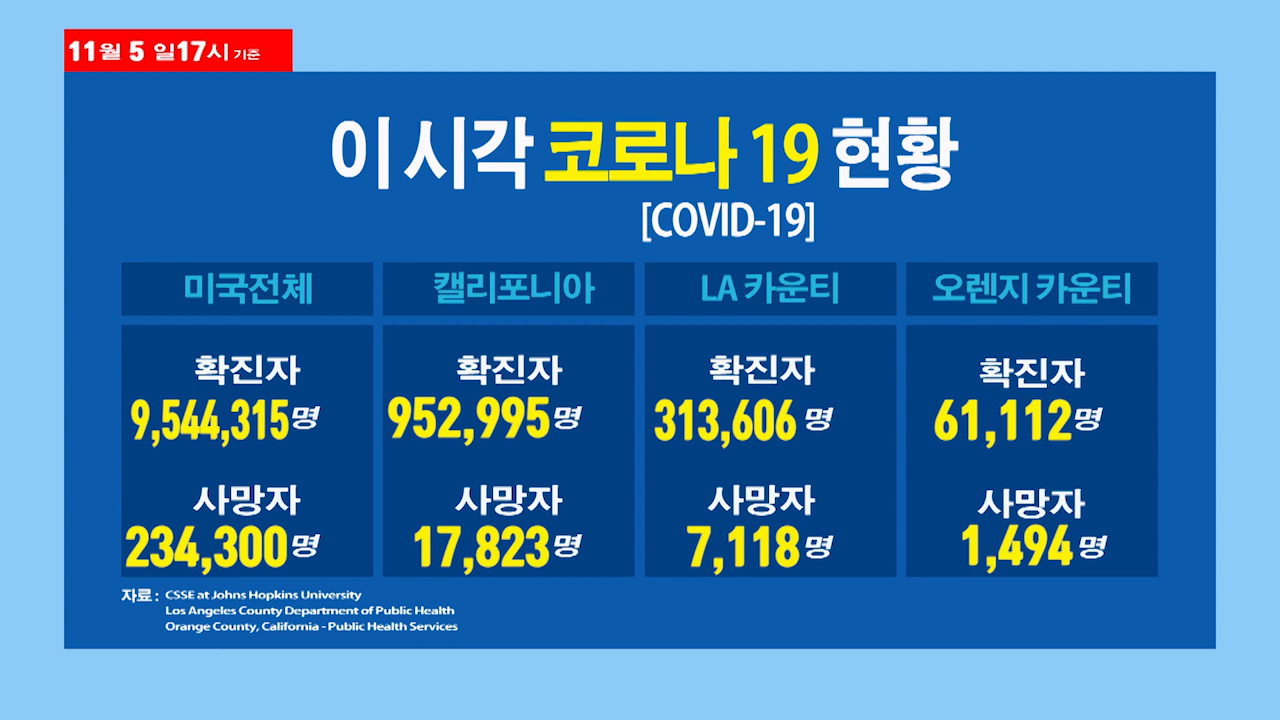 11월 5 일17시 기준
이 시각 코로나 19 현황
[COVID-19]
미국전체 캘리포니아 LA 카운티 오렌지 카운티
확진자 확진자 확진자 확진자
9,544,315명 952,995명 313,606 명 61,112명
사망자 사망자 사망자 사망자
234,300명 17,823명 7,118명 1,494 명
자료 : CSSE at Johns Hopkins University
Los Angeles County Department of Public Health
Orange County, California - Public Health Services